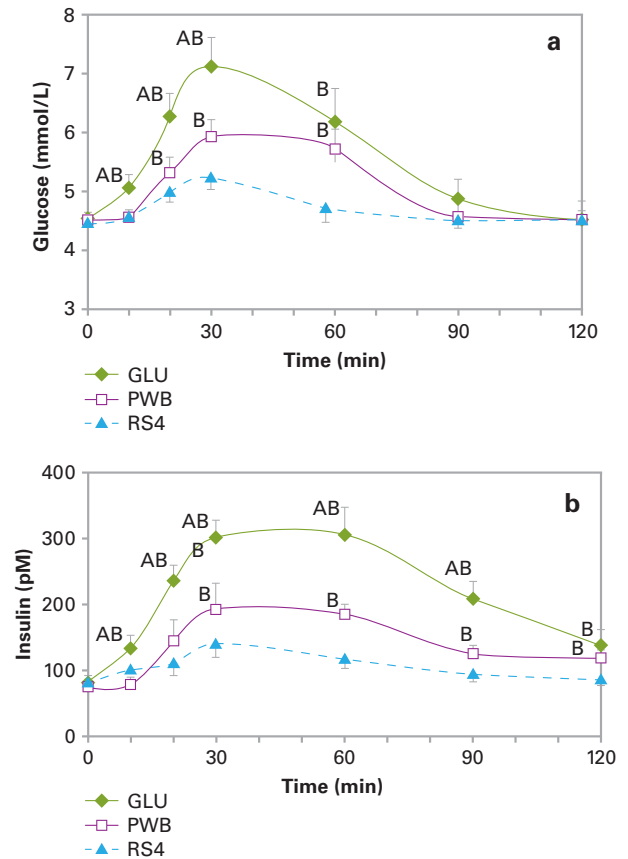 a
Glucose (mmol/L)
8
7
6
5
4
3
AB
AB
AB
B
B
B
B
0
30
60
90
120
Time (min)
GLU
PWB
RS4
b
Insulin (pM)
400
300
200
100
0
AB
AB
AB
B
AB
AB
B
B
B
B
B
0
30
60
90
120
Time (min)
GLU
PWB
RS4